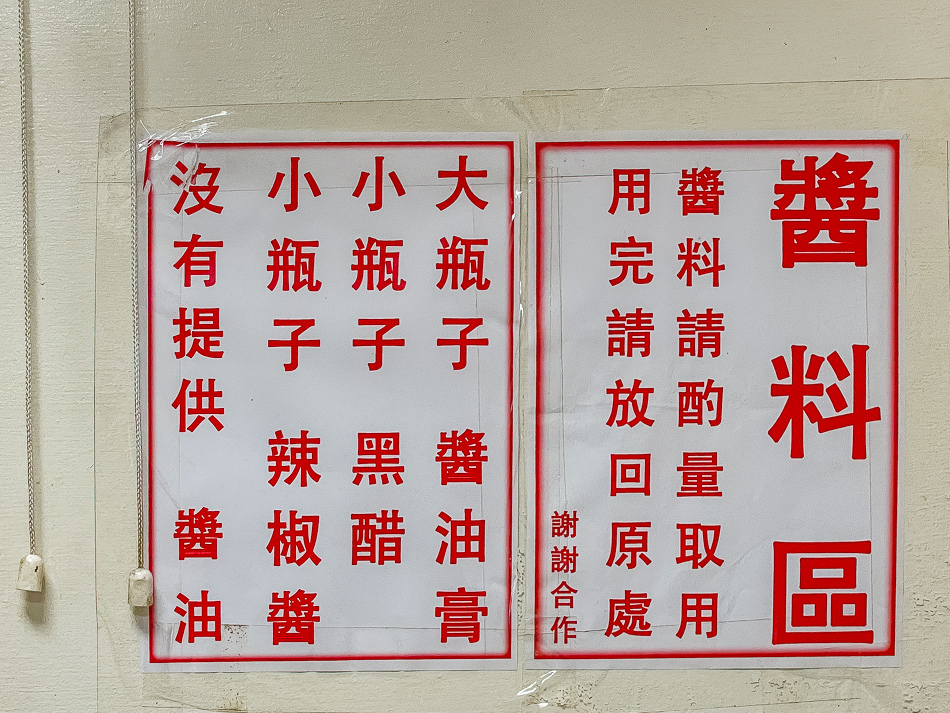 醬料區
醬料請酌量取用
用完請放回原處
謝謝合作
大瓶子 醬油膏
小瓶子 黑醋
小瓶子 辣椒醬
沒有提供 醬油